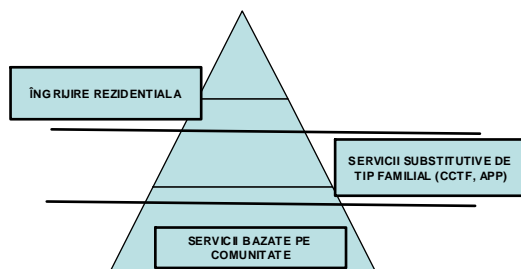 ÎNGRIJIRE REZIDENTIALA
SERVICII SUBSTITUTIVE DE
TIP FAMILIAL (CCTF, APP)
SERVICII BAZATE PE
COMUNITATE